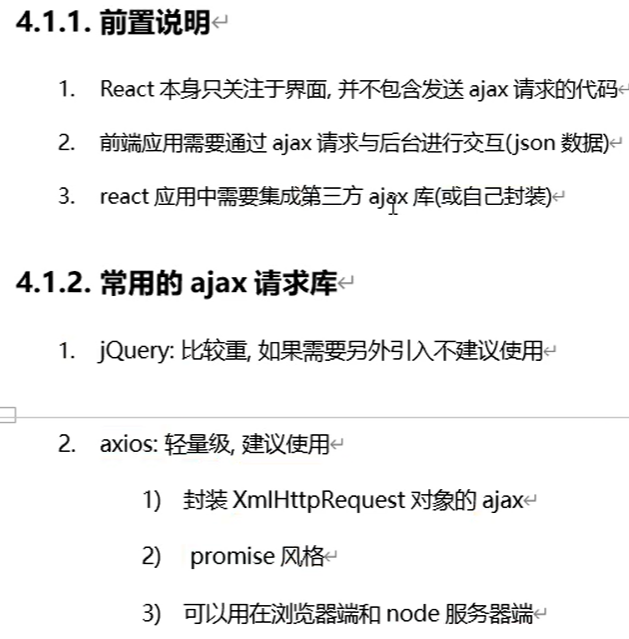 4.1.1. 前置说明
1. React 本身只关注于界面, 并不包含发送 ajax 请求的代码
2. 前端应用需要通过 ajax 请求与后台进行交互(json 数据)
3. react 应用中需要集成第三方 ajax 库(或自己封装)
4.1.2. 常用的 ajax 请求库
1. jQuery: 比较重, 如果需要另外引入不建议使用
2. axios: 轻量级, 建议使用
1) 封装 XmlHttpRequest 对象的 ajax
2) promise 风格
3) 可以用在浏览器端和 node 服务器端